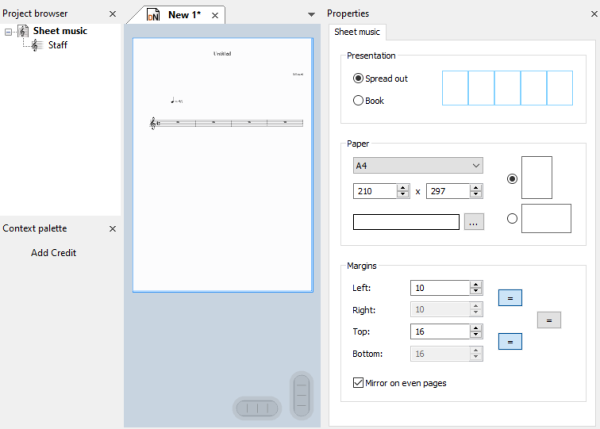 Project browser
Sheet music
Staff
Context palette
Add Credit
New 1*
Untitled
Properties
Sheet music
Presentation
Spread out
Book
Paper
A4
210 x 297
...
Margins
Left: 10
=
Right: 10
=
Top: 16
=
Bottom: 16
Mirror on even pages